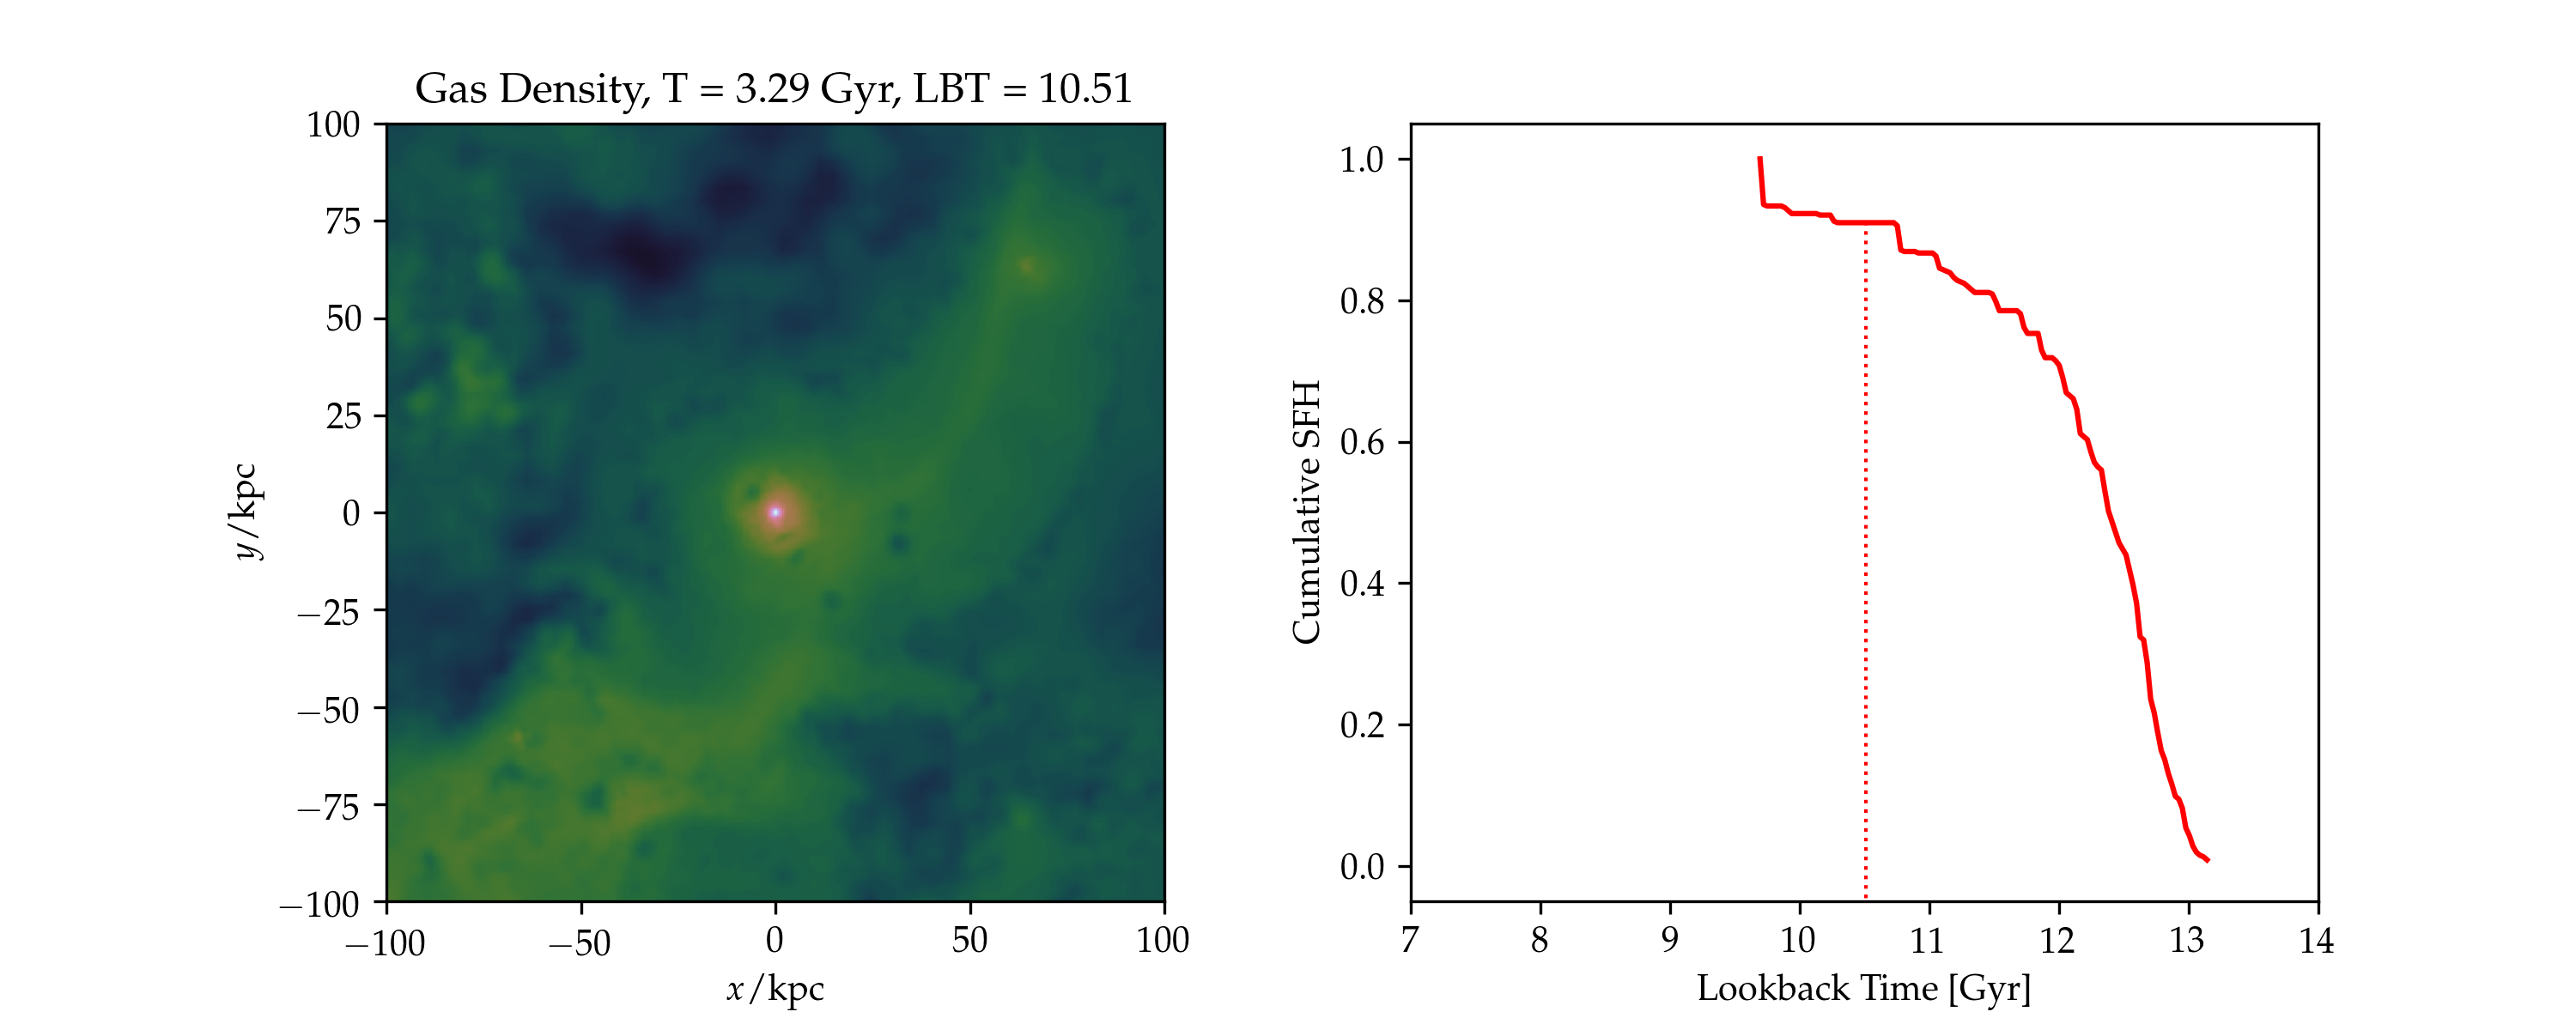 Gas Density, T = 3.29 Gyr, LBT = 10.51
100
75
50
25
0
−25
−50
−75
−100
y/kpc
−100 −50 0 50 100
x/kpc
1.0
0.8
0.6
0.4
0.2
0.0
Cumulative SFH
7 8 9 10 11 12 13 14
Lookback Time [Gyr]